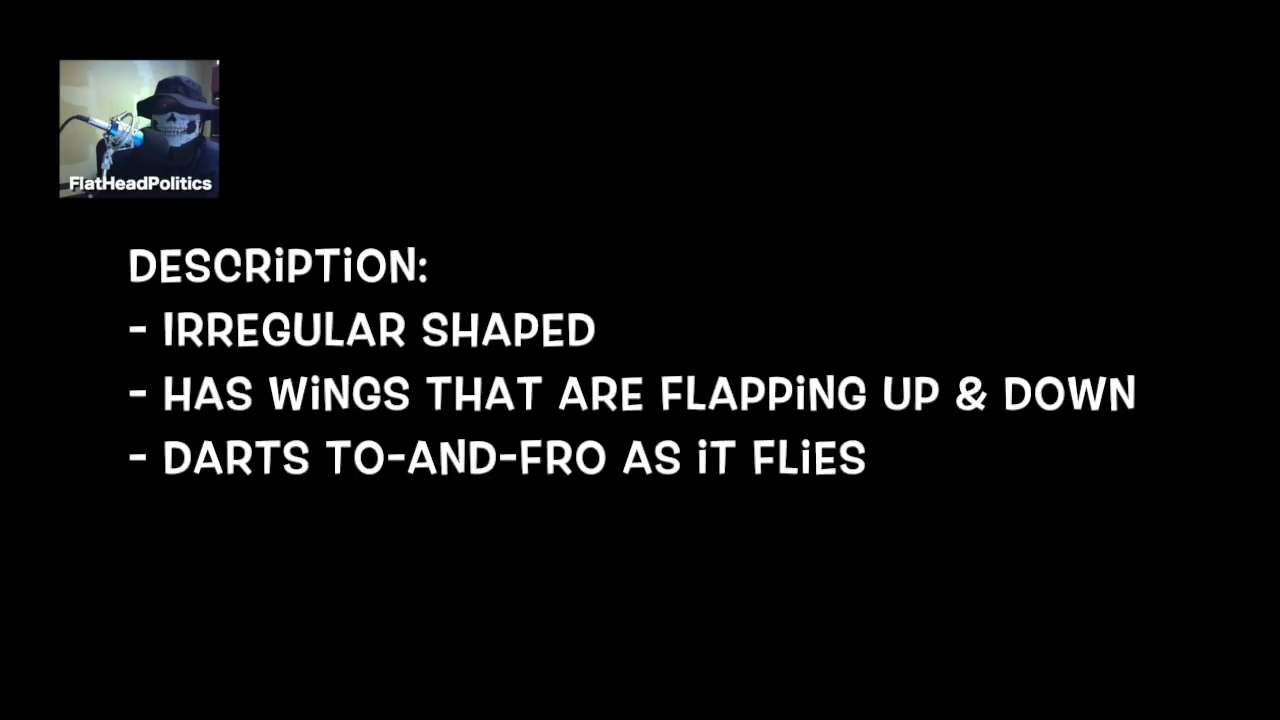 FlatHeadPolitics
DESCRiPTiON:
- IRREGULAR SHAPED
- HAS WiNGS THAT ARE FLAPPiNG UP & DOWN
- DARTS TO-AND-FRO AS iT FLiES